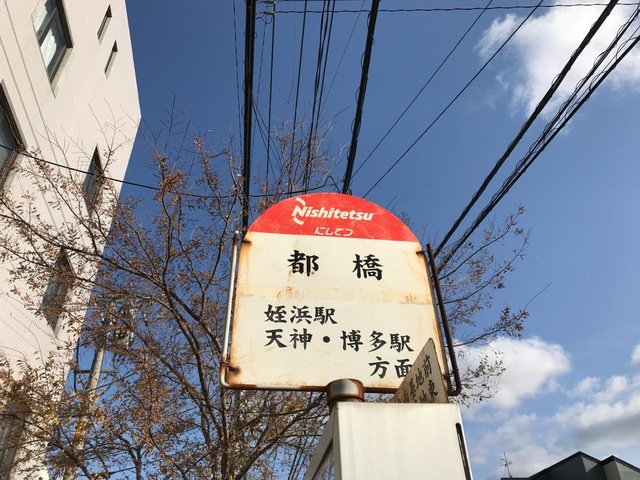 Nishitetsu
にしてつ
都橋
姪浜駅
天神・博多駅
方面